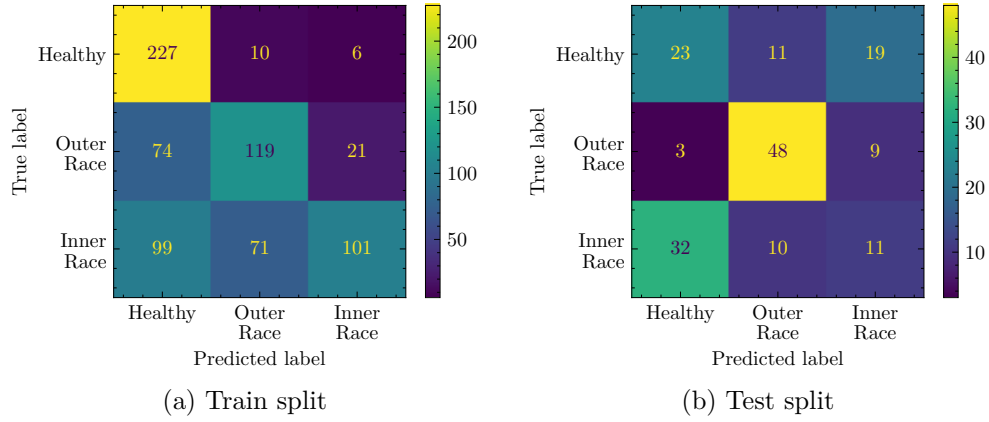 Healthy
Outer
Race
Inner
Race
True label
227 10 6
74 119 21
99 71 101
Healthy
Outer
Race
Inner
Race
Predicted label
200
150
100
50
(a) Train split
Healthy
Outer
Race
Inner
Race
True label
23 11 19
3 48 9
32 10 11
Healthy
Outer
Race
Inner
Race
Predicted label
40
30
20
10
(b) Test split